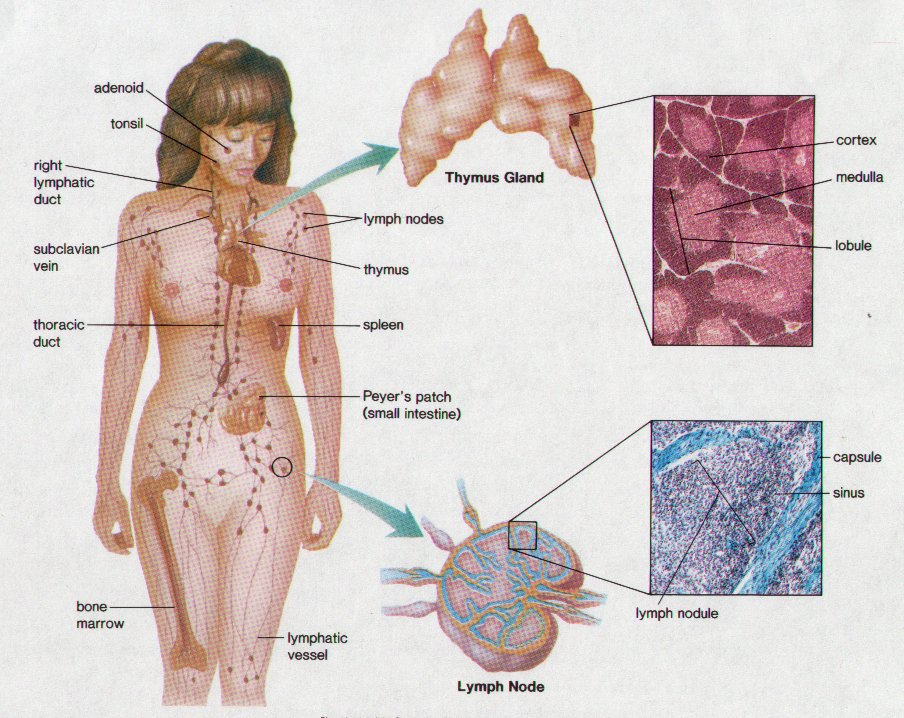 adenoid
tonsil
right
lymphatic
duct
subclavian
vein
thoracic
duct
bone
marrow
lymph nodes
thymus
spleen
Peyer's patch
(small intestine)
lymphatic
vessel
Thymus Gland
cortex
medulla
lobule
capsule
sinus
lymph nodule
Lymph Node